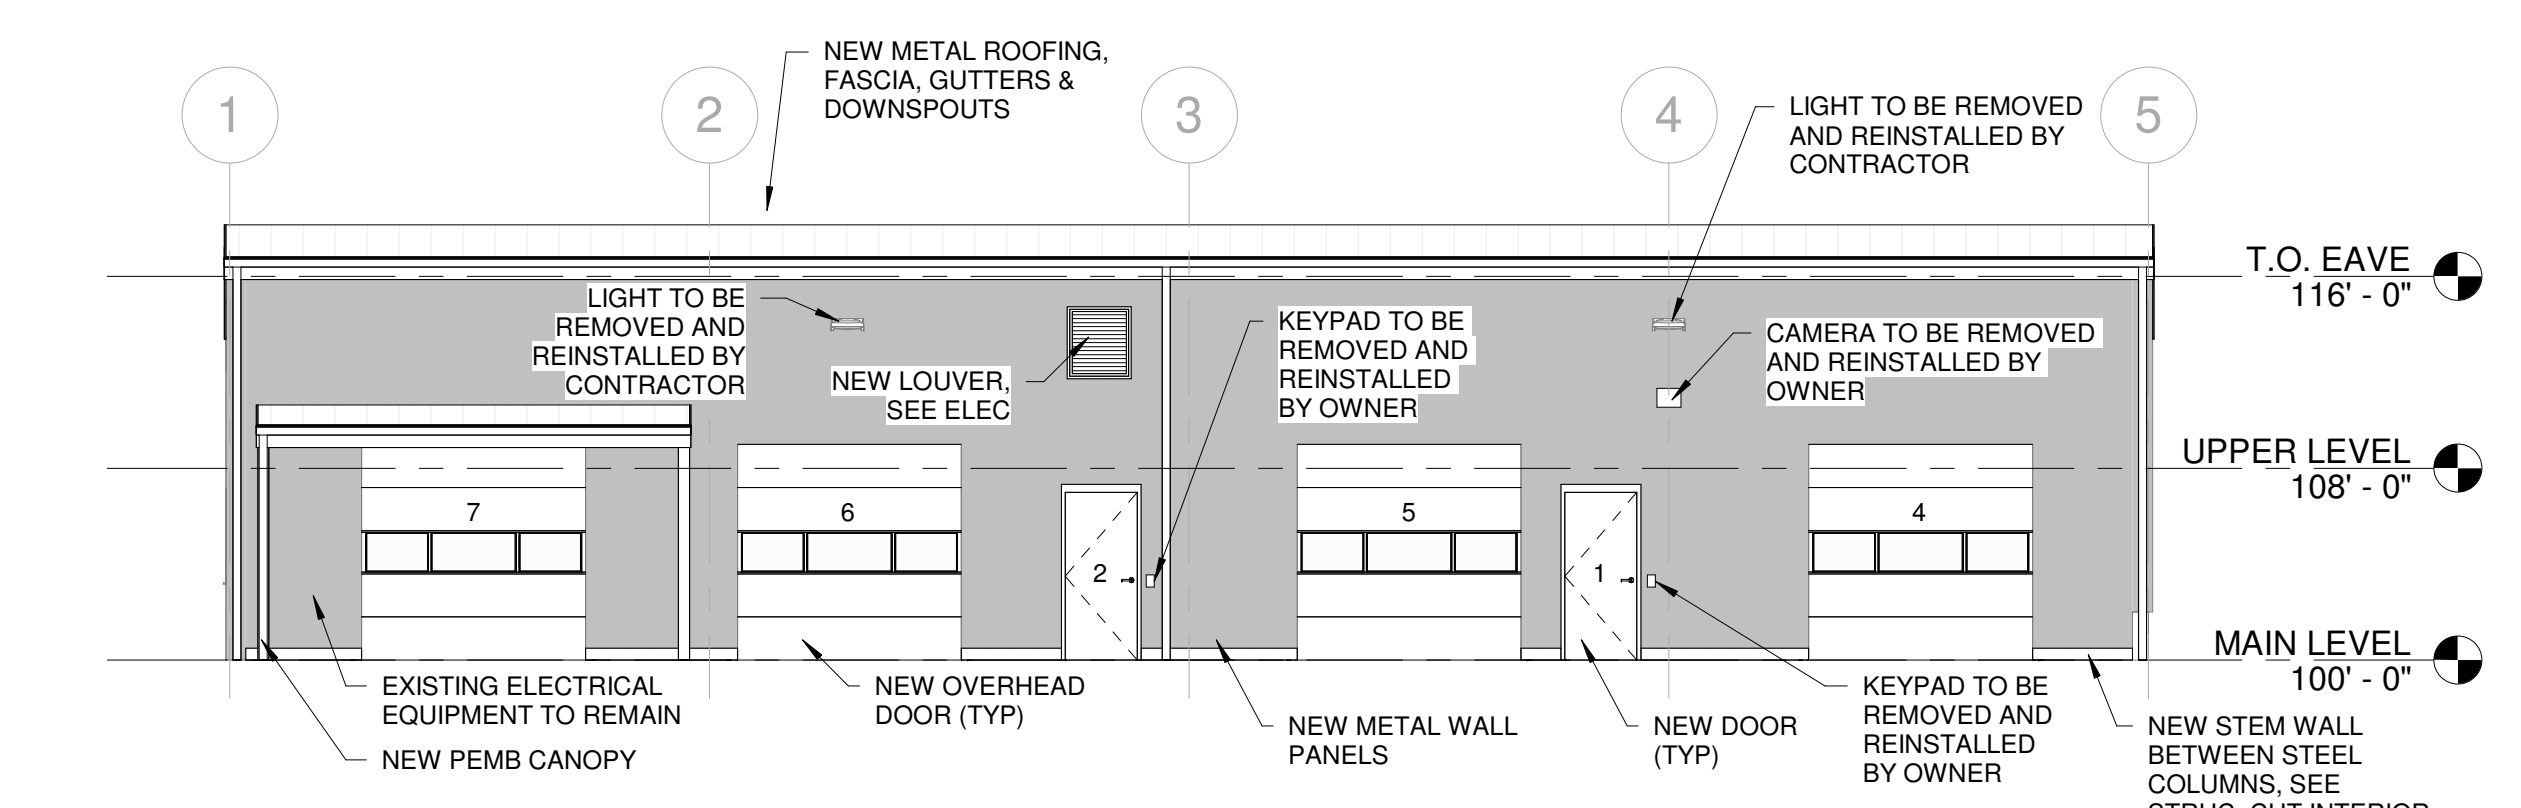 NEW METAL ROOFING,
FASCIA, GUTTERS &
DOWNSPOUTS
1
2
3
4
5
LIGHT TO BE REMOVED
AND REINSTALLED BY
CONTRACTOR
T.O. EAVE
116' - 0"
LIGHT TO BE
REMOVED AND
REINSTALLED BY
CONTRACTOR
NEW LOUVER,
SEE ELEC
KEYPAD TO BE
REMOVED AND
REINSTALLED
BY OWNER
CAMERA TO BE REMOVED
AND REINSTALLED BY
OWNER
UPPER LEVEL
108' - 0"
7
6
5
4
2
1
MAIN LEVEL
100' - 0"
EXISTING ELECTRICAL
EQUIPMENT TO REMAIN
NEW PEMB CANOPY
NEW OVERHEAD
DOOR (TYP)
NEW METAL WALL
PANELS
NEW DOOR
(TYP)
KEYPAD TO BE
REMOVED AND
REINSTALLED
BY OWNER
NEW STEM WALL
BETWEEN STEEL
COLUMNS, SEE